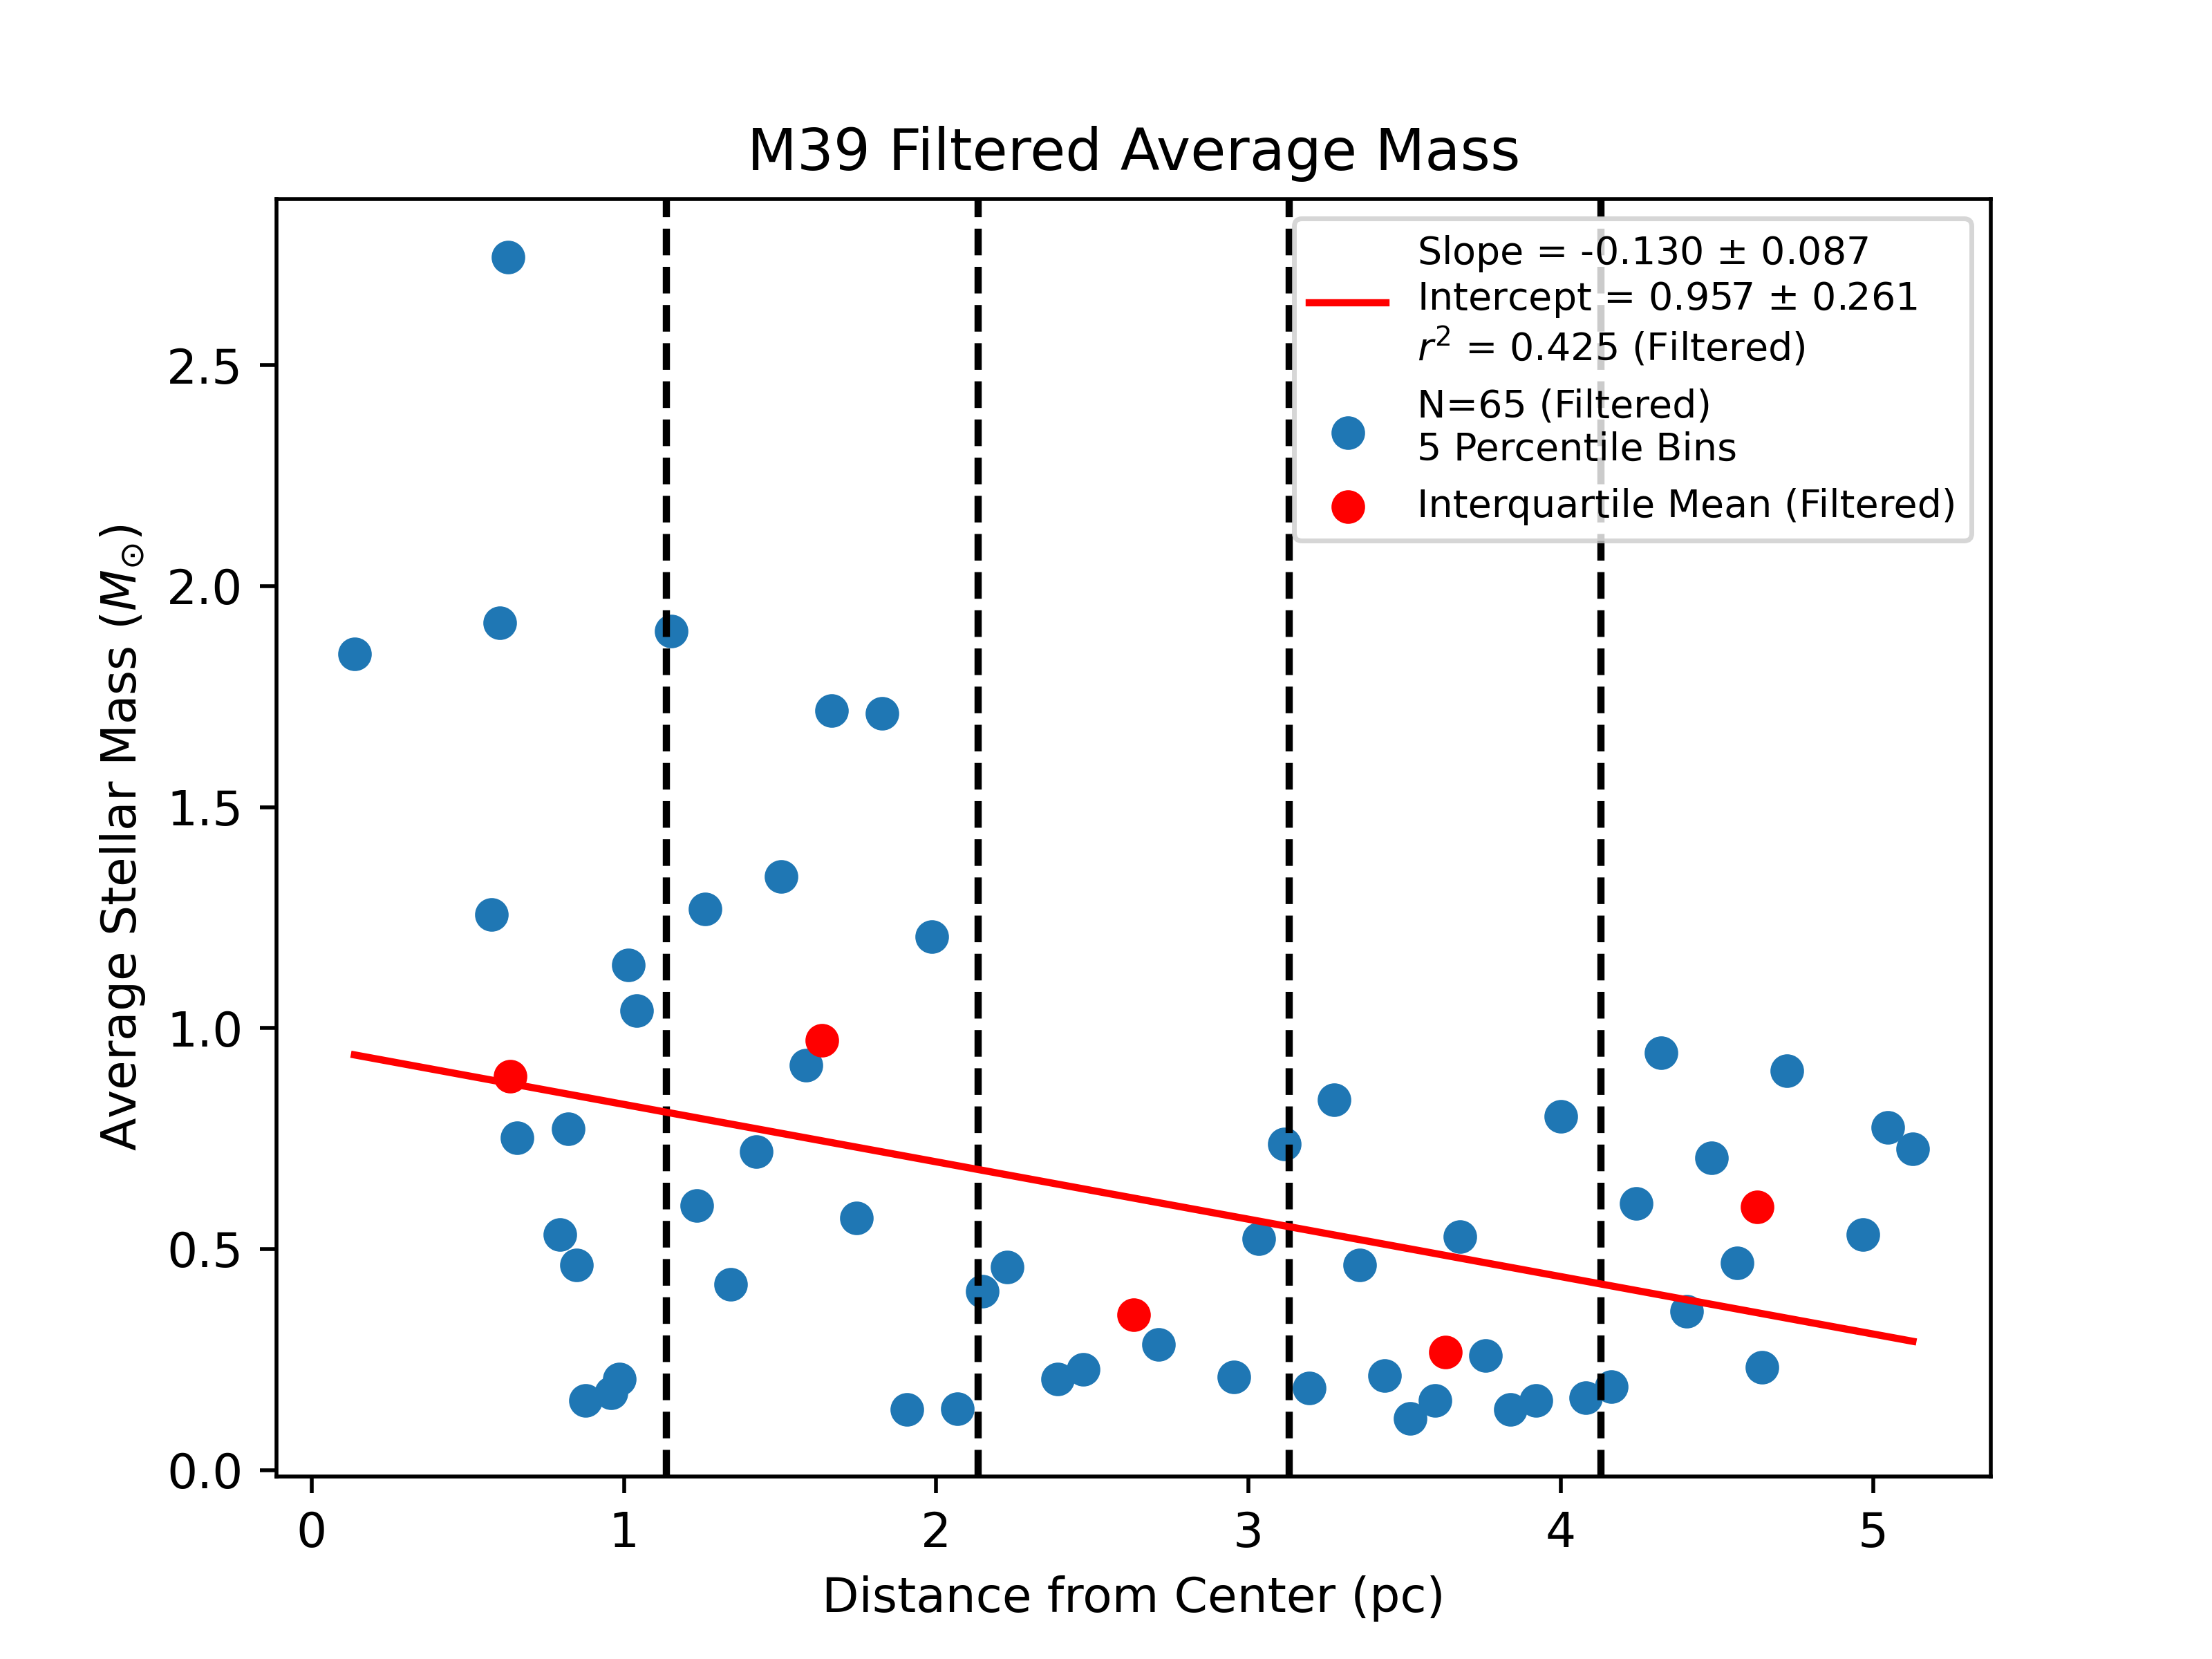 M39 Filtered Average Mass
Slope = -0.130 ± 0.087
Intercept = 0.957 ± 0.261
r² = 0.425 (Filtered)
N=65 (Filtered)
5 Percentile Bins
Interquartile Mean (Filtered)
Average Stellar Mass (M☉)
2.5
2.0
1.5
1.0
0.5
0.0
0 1 2 3 4 5
Distance from Center (pc)